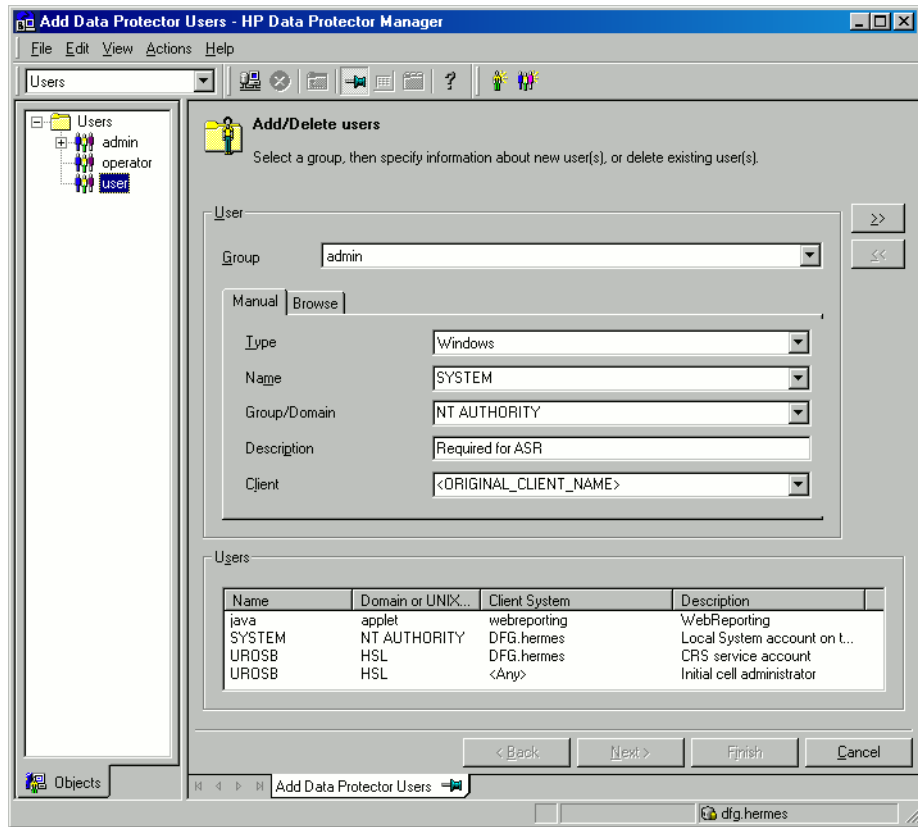 Add Data Protector Users - HP Data Protector Manager
File Edit View Actions Help
Users
Users
admin
operator
user
Add/Delete users
Select a group, then specify information about new user(s), or delete existing user(s).
User
>>
<<
Group admin
Manual Browse
Type Windows
Name SYSTEM
Group/Domain NT AUTHORITY
Description Required for ASR
Client <ORIGINAL_CLIENT_NAME>
Users
Name Domain or UNIX... Client System Description
java applet webreporting WebReporting
SYSTEM NT AUTHORITY DFG.hermes Local System account on t...
UROSB HSL DFG.hermes CRS service account
UROSB HSL <Any> Initial cell administrator
< Back Next > Finish Cancel
Objects
Add Data Protector Users
dfg.hermes